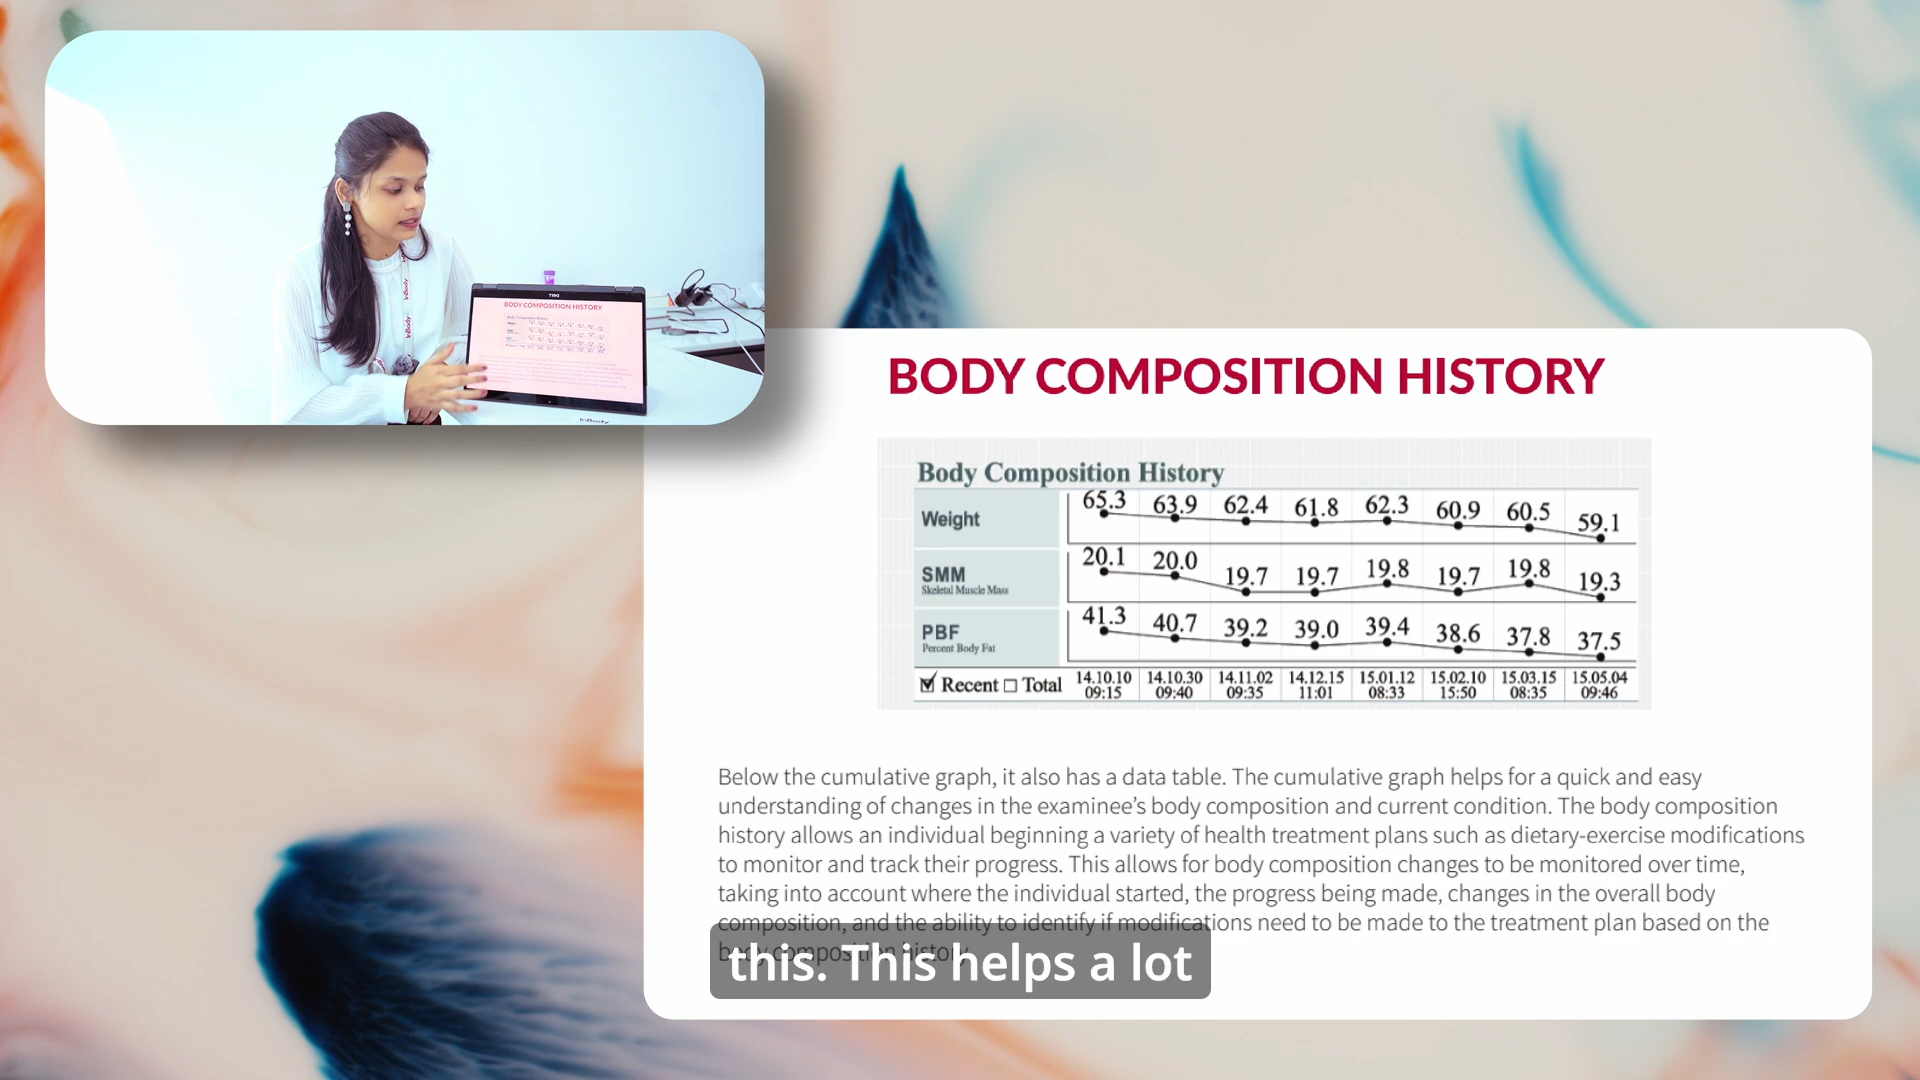 BODY COMPOSITION HISTORY
InBody
InBody
BODY COMPOSITION HISTORY
Body Composition History
Weight
65.3 63.9 62.4 61.8 62.3 60.9 60.5 59.1
SMM
Skeletal Muscle Mass
20.1 20.0 19.7 19.7 19.8 19.7 19.8 19.3
PBF
Percent Body Fat
41.3 40.7 39.2 39.0 39.4 38.6 37.8 37.5
Recent Total 14.10.10 14.10.30 14.11.02 14.12.15 15.01.12 15.02.10 15.03.15 15.05.04
09:15 09:40 09:35 11:01 08:33 15:50 08:35 09:46
Below the cumulative graph, it also has a data table. The cumulative graph helps for a quick and easy
understanding of changes in the examinee’s body composition and current condition. The body composition
history allows an individual beginning a variety of health treatment plans such as dietary-exercise modifications
to monitor and track their progress. This allows for body composition changes to be monitored over time,
taking into account where the individual started, the progress being made, changes in the overall body
composition, and the ability to identify if modifications need to be made to the treatment plan based on the
body composition history.
this. This helps a lot